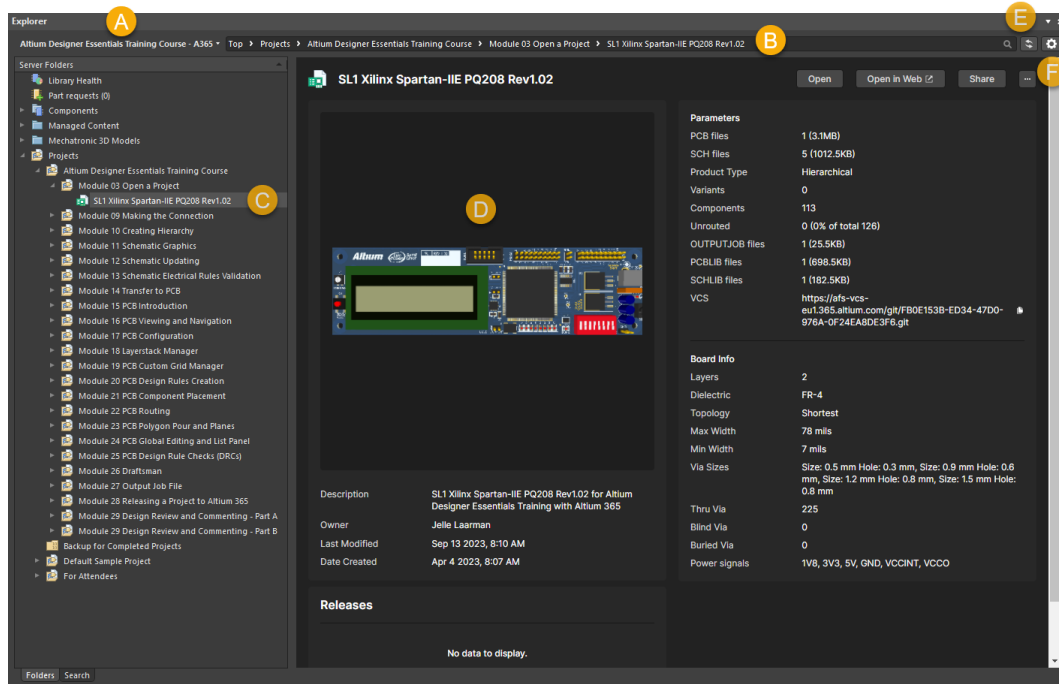 Explorer
A
E
Altium Designer Essentials Training Course - A365
Top > Projects > Altium Designer Essentials Training Course > Module 03 Open a Project > SL1 Xilinx Spartan-IIE PQ208 Rev1.02
B
Server Folders
Library Health
Part requests (0)
Components
Managed Content
Mechatronic 3D Models
Projects
Altium Designer Essentials Training Course
Module 03 Open a Project
SL1 Xilinx Spartan-IIE PQ208 Rev1.02
C
Module 09 Making the Connection
Module 10 Creating Hierarchy
Module 11 Schematic Graphics
Module 12 Schematic Updating
Module 13 Schematic Electrical Rules Validation
Module 14 Transfer to PCB
Module 15 PCB Introduction
Module 16 PCB Viewing and Navigation
Module 17 PCB Configuration
Module 18 Layerstack Manager
Module 19 PCB Custom Grid Manager
Module 20 PCB Design Rules Creation
Module 21 PCB Component Placement
Module 22 PCB Routing
Module 23 PCB Polygon Pour and Planes
Module 24 PCB Global Editing and List Panel
Module 25 PCB Design Rule Checks (DRCs)
Module 26 Draftsman
Module 27 Output Job File
Module 28 Releasing a Project to Altium 365
Module 29 Design Review and Commenting - Part A
Module 29 Design Review and Commenting - Part B
Backup for Completed Projects
Default Sample Project
For Attendees
Folders Search
SL1 Xilinx Spartan-IIE PQ208 Rev1.02
Open
Open in Web
Share
...
F
D
Altium
Description SL1 Xilinx Spartan-IIE PQ208 Rev1.02 for Altium
Designer Essentials Training with Altium 365
Owner Jelle Laarman
Last Modified Sep 13 2023, 8:10 AM
Date Created Apr 4 2023, 8:07 AM
Releases
No data to display.
Parameters
PCB files 1 (3.1MB)
SCH files 5 (1012.5KB)
Product Type Hierarchical
Variants 0
Components 113
Unrouted 0 (0% of total 126)
OUTPUTJOB files 1 (25.5KB)
PCBLIB files 1 (698.5KB)
SCHLIB files 1 (182.5KB)
VCS https://afs-vcs-
eu1.365.altium.com/git/FB0E153B-ED34-47D0-
976A-0F24EA8DE3F6.git
Board Info
Layers 2
Dielectric FR-4
Topology Shortest
Max Width 78 mils
Min Width 7 mils
Via Sizes Size: 0.5 mm Hole: 0.3 mm, Size: 0.9 mm Hole: 0.6
mm, Size: 1.2 mm Hole: 0.8 mm, Size: 1.5 mm Hole:
0.8 mm
Thru Via 225
Blind Via 0
Buried Via 0
Power signals 1V8, 3V3, 5V, GND, VCCINT, VCCO